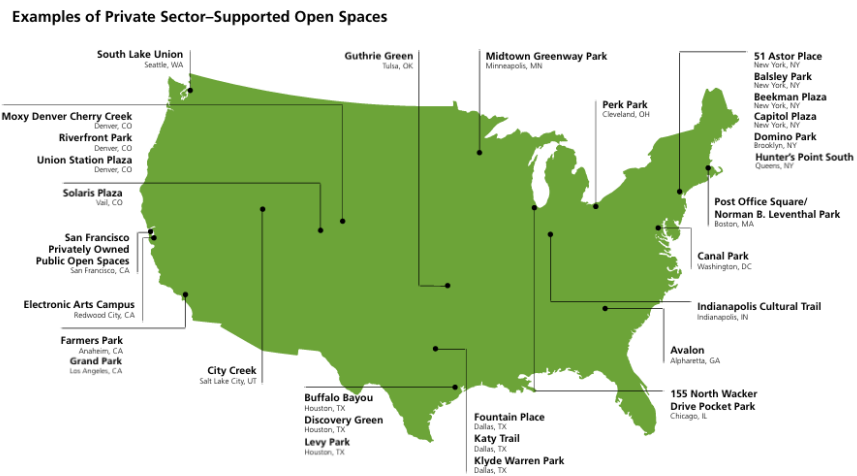 Examples of Private Sector–Supported Open Spaces
South Lake Union
Seattle, WA
Guthrie Green
Tulsa, OK
Midtown Greenway Park
Minneapolis, MN
51 Astor Place
New York, NY
Balsley Park
New York, NY
Beekman Plaza
New York, NY
Capitol Plaza
New York, NY
Domino Park
Brooklyn, NY
Hunter's Point South
Queens, NY
Perk Park
Cleveland, OH
Moxy Denver Cherry Creek
Denver, CO
Riverfront Park
Denver, CO
Union Station Plaza
Denver, CO
Solaris Plaza
Vail, CO
Post Office Square/
Norman B. Leventhal Park
Boston, MA
San Francisco
Privately Owned
Public Open Spaces
San Francisco, CA
Canal Park
Washington, DC
Electronic Arts Campus
Redwood City, CA
Indianapolis Cultural Trail
Indianapolis, IN
Farmers Park
Anaheim, CA
Grand Park
Los Angeles, CA
Avalon
Alpharetta, GA
City Creek
Salt Lake City, UT
Buffalo Bayou
Houston, TX
Discovery Green
Houston, TX
Levy Park
Houston, TX
155 North Wacker
Drive Pocket Park
Chicago, IL
Fountain Place
Dallas, TX
Katy Trail
Dallas, TX
Klyde Warren Park
Dallas, TX